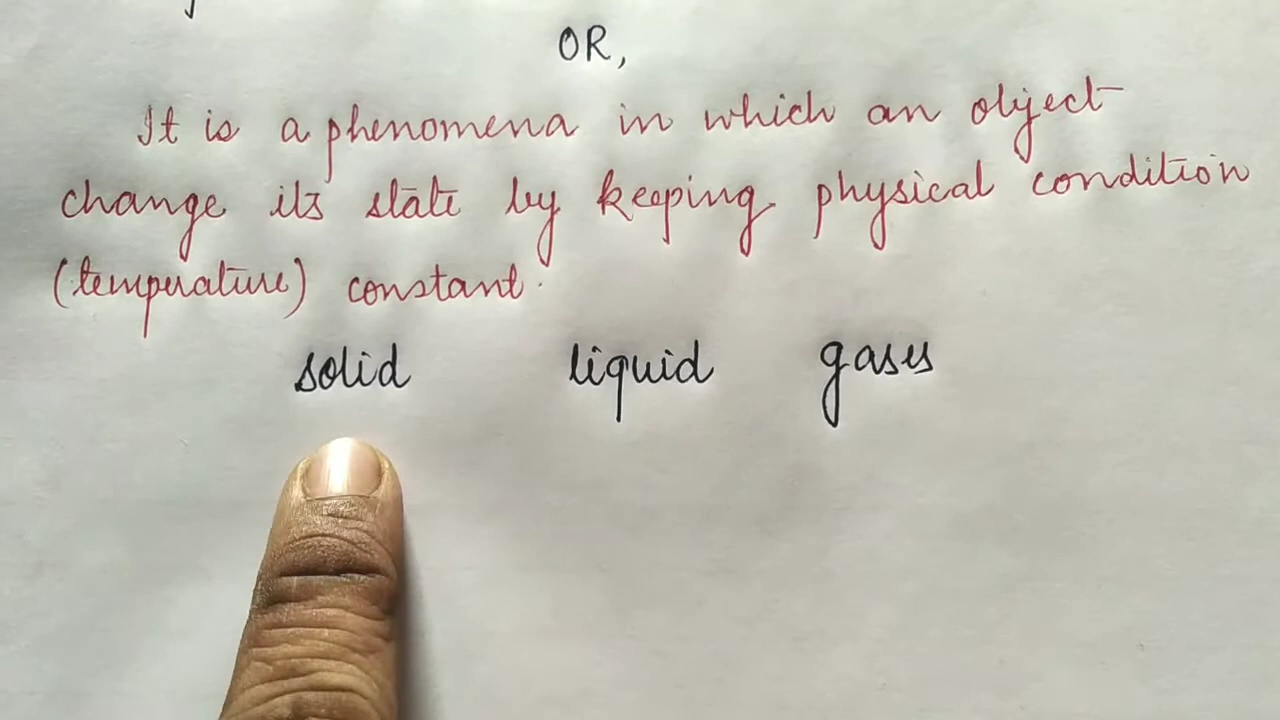 OR,
It is a phenomena in which an object
change its state by keeping physical condition
(temperature) constant.
solid liquid gases